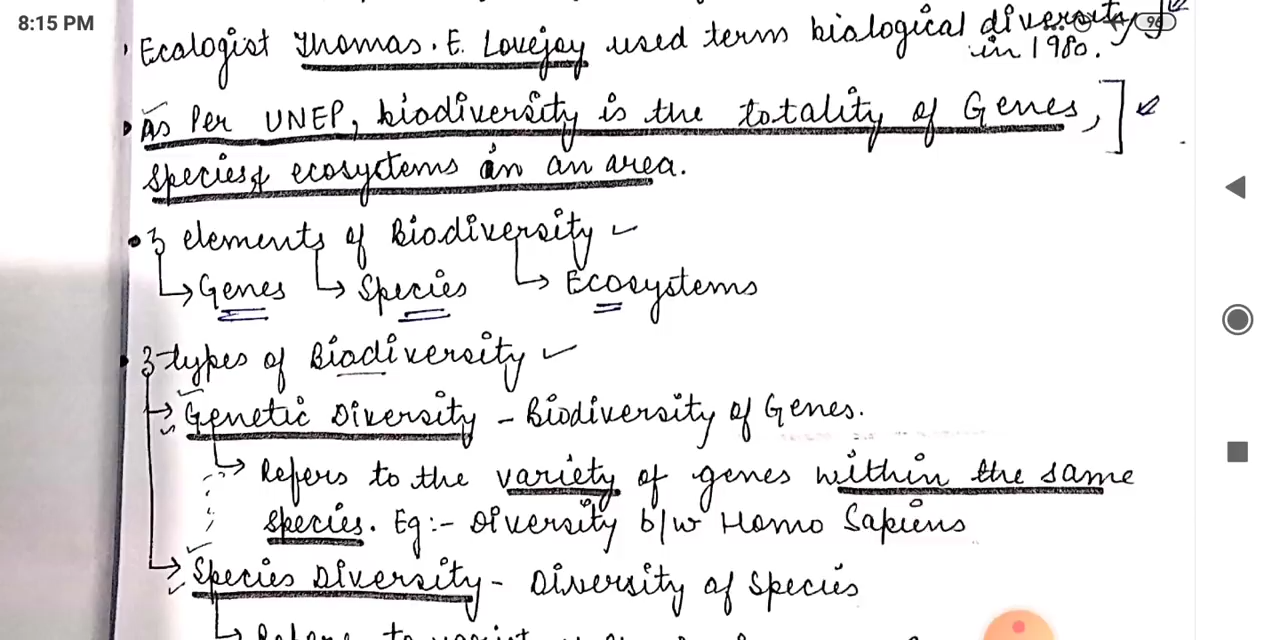 8:15 PM
96
Ecologist Thomas. E. Lovejoy used term biological diversity
in 1980.
As Per UNEP, biodiversity is the totality of Genes,
species & ecosystems in an area.
3 elements of Biodiversity
Genes Species Ecosystems
3 types of Biodiversity
Genetic Diversity - Biodiversity of Genes.
Refers to the variety of genes within the same
species. Eg:- Diversity b/w Homo Sapiens
Species Diversity - Diversity of Species
Refers to